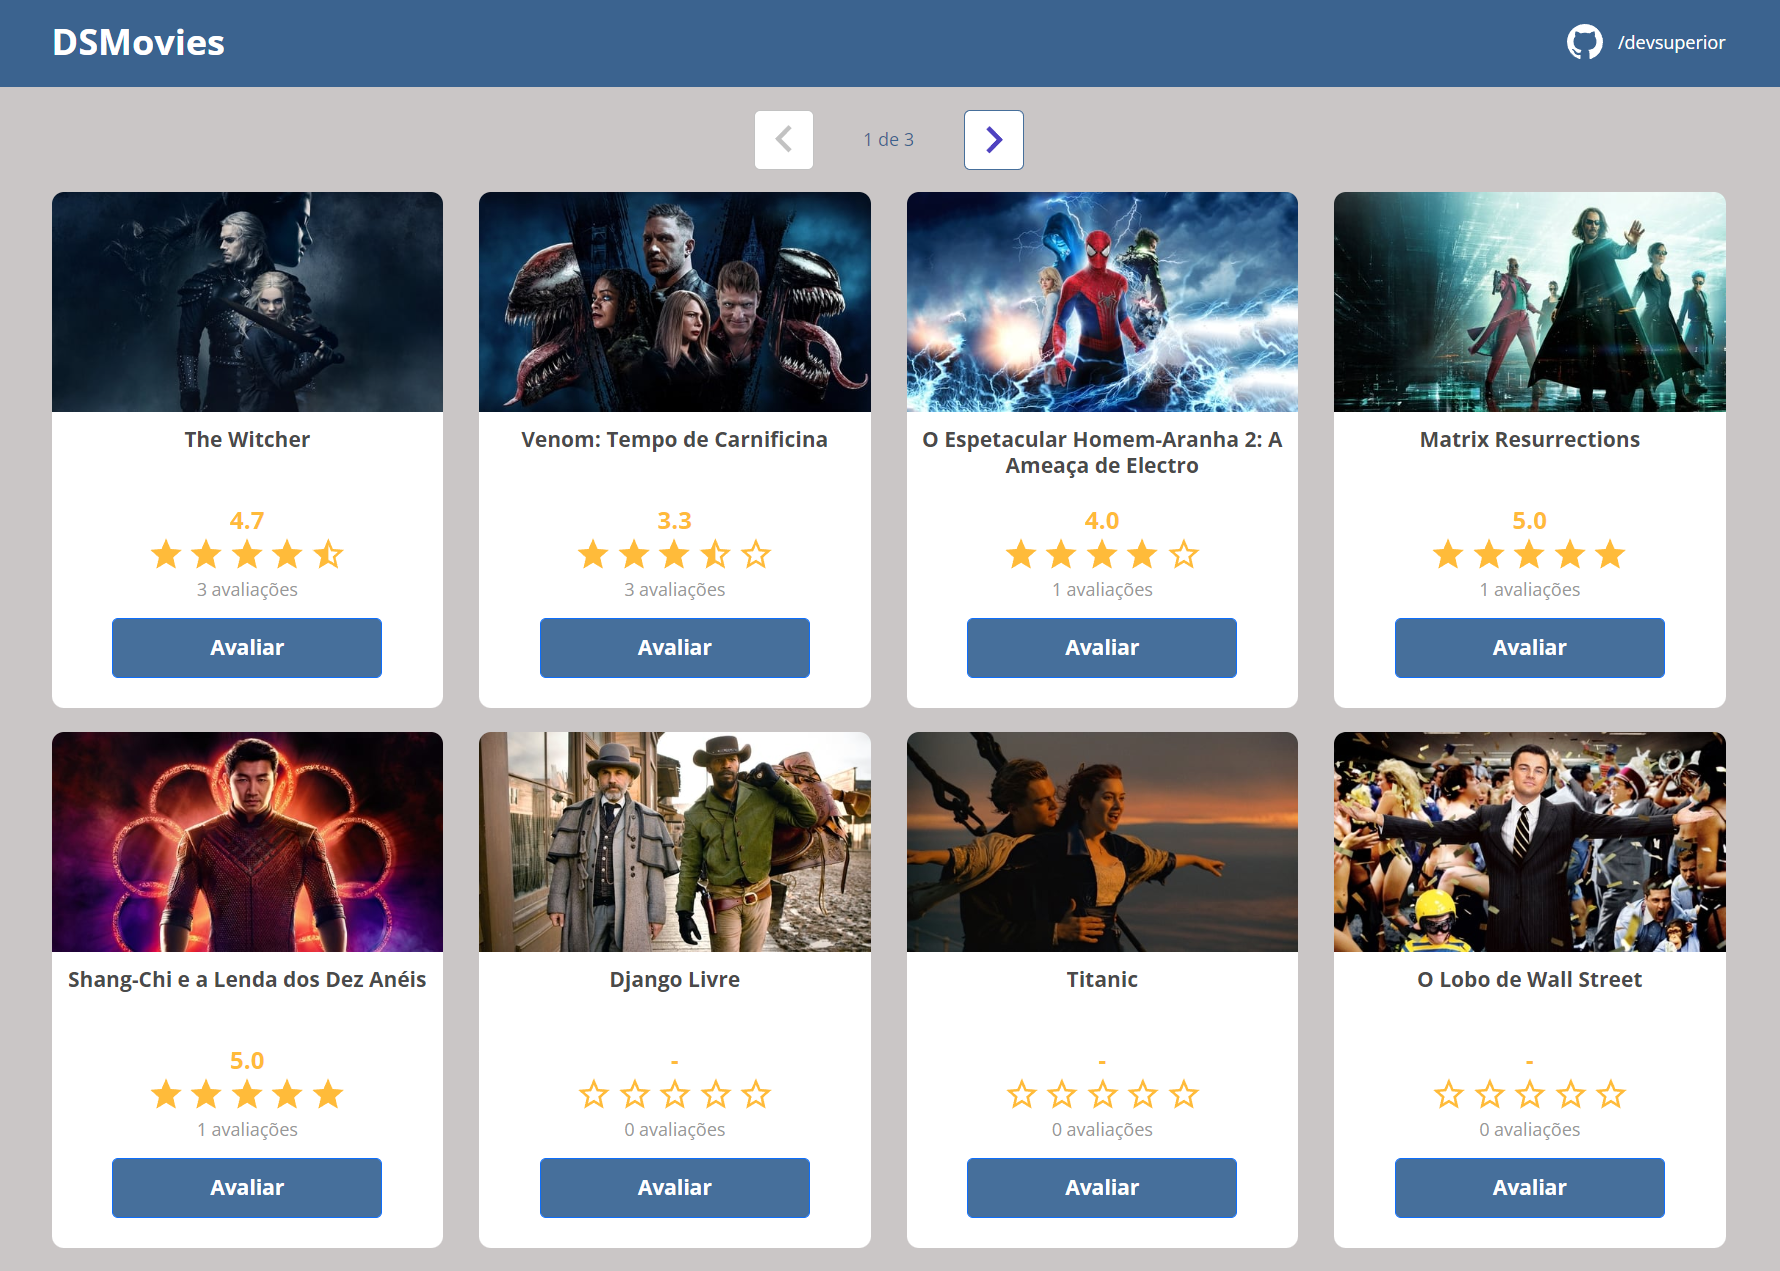 DSMovies
/devsuperior
1 de 3
The Witcher
4.7
3 avaliações
Avaliar
Venom: Tempo de Carnificina
3.3
3 avaliações
Avaliar
O Espetacular Homem-Aranha 2: A
Ameaça de Electro
4.0
1 avaliações
Avaliar
Matrix Resurrections
5.0
1 avaliações
Avaliar
Shang-Chi e a Lenda dos Dez Anéis
5.0
1 avaliações
Avaliar
Django Livre
-
0 avaliações
Avaliar
Titanic
-
0 avaliações
Avaliar
O Lobo de Wall Street
-
0 avaliações
Avaliar